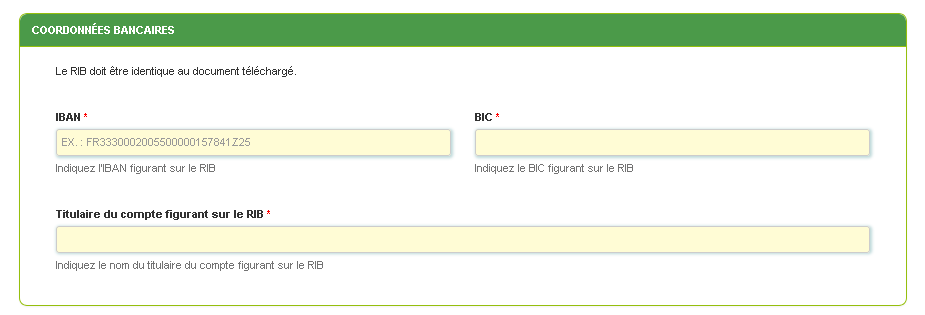 COORDONNÉES BANCAIRES
Le RIB doit être identique au document téléchargé.
IBAN *
BIC *
EX. : FR3330002005500000157841Z25
Indiquez l'IBAN figurant sur le RIB
Indiquez le BIC figurant sur le RIB
Titulaire du compte figurant sur le RIB *
Indiquez le nom du titulaire du compte figurant sur le RIB